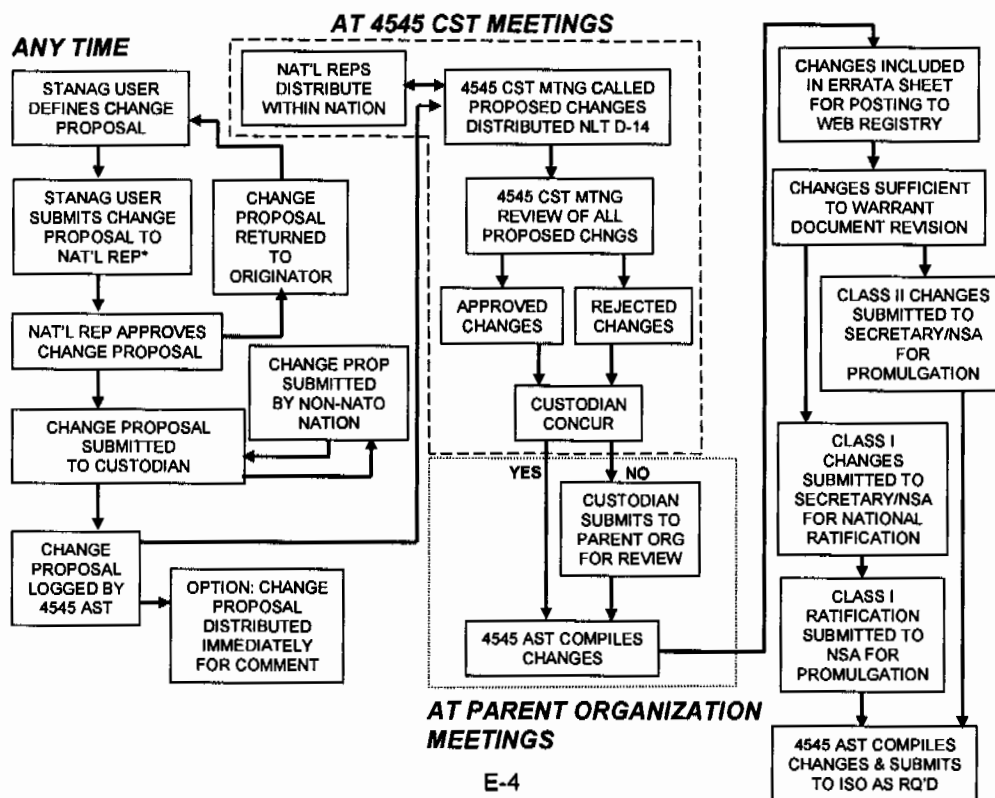 AT 4545 CST MEETINGS
ANY TIME
STANAG USER
DEFINES CHANGE
PROPOSAL
STANAG USER
SUBMITS CHANGE
PROPOSAL TO
NAT'L REP*
CHANGE
PROPOSAL
RETURNED
TO
ORIGINATOR
NAT'L REP APPROVES
CHANGE PROPOSAL
CHANGE PROP
SUBMITTED
BY NON-NATO
NATION
CHANGE PROPOSAL
SUBMITTED
TO CUSTODIAN
CHANGE
PROPOSAL
LOGGED BY
4545 AST
OPTION: CHANGE
PROPOSAL
DISTRIBUTED
IMMEDIATELY
FOR COMMENT
NAT'L REPS
DISTRIBUTE
WITHIN NATION
4545 CST MTNG CALLED
PROPOSED CHANGES
DISTRIBUTED NLT D-14
4545 CST MTNG
REVIEW OF ALL
PROPOSED CHNGS
APPROVED
CHANGES
REJECTED
CHANGES
CUSTODIAN
CONCUR
YES
NO
CUSTODIAN
SUBMITS TO
PARENT ORG
FOR REVIEW
4545 AST COMPILES
CHANGES
AT PARENT ORGANIZATION
MEETINGS
CHANGES INCLUDED
IN ERRATA SHEET
FOR POSTING TO
WEB REGISTRY
CHANGES SUFFICIENT
TO WARRANT
DOCUMENT REVISION
CLASS II CHANGES
SUBMITTED TO
SECRETARY/NSA
FOR
PROMULGATION
CLASS I
CHANGES
SUBMITTED TO
SECRETARY/NSA
FOR NATIONAL
RATIFICATION
CLASS I
RATIFICATION
SUBMITTED TO
NSA FOR
PROMULGATION
4545 AST COMPILES
CHANGES & SUBMITS
TO ISO AS RQ'D
E-4